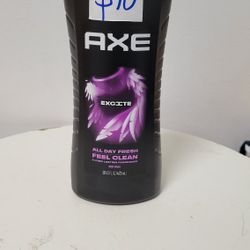 $10
AXE
EXCITE
ALL DAY FRESH
FEEL CLEAN